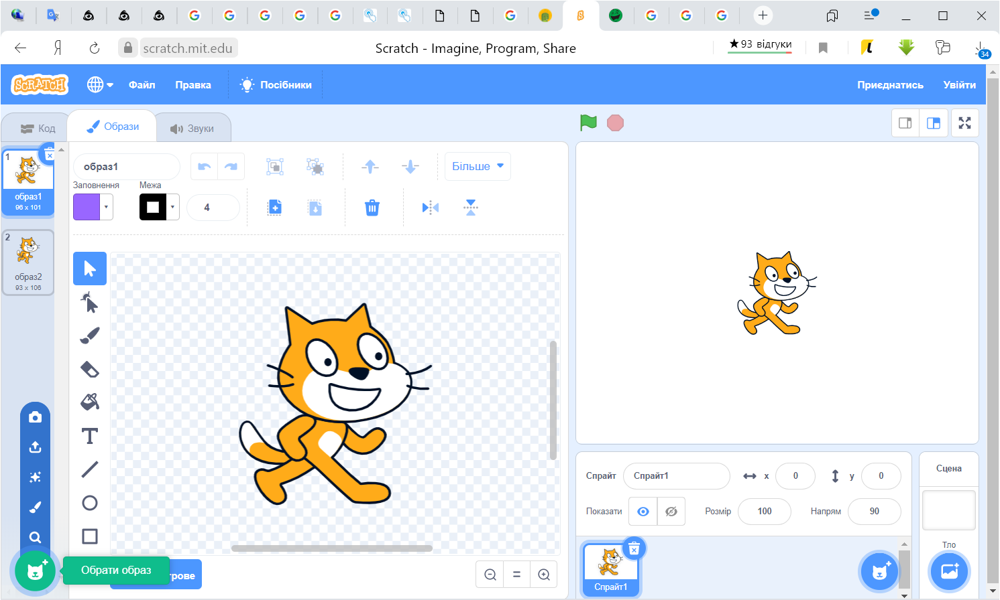 scratch.mit.edu
Scratch - Imagine, Program, Share
★93 відгуки
34
SCRATCH
Файл
Правка
Посібники
Приєднатись
Увійти
Код
Образи
Звуки
1
образ1
96 x 101
2
образ2
93 x 106
образ1
Більше
Заповнення
Межа
4
Обрати образ
рове
Спрайт
Спрайт1
x
0
y
0
Показати
Розмір
100
Напрям
90
Спрайт1
Сцена
Тло